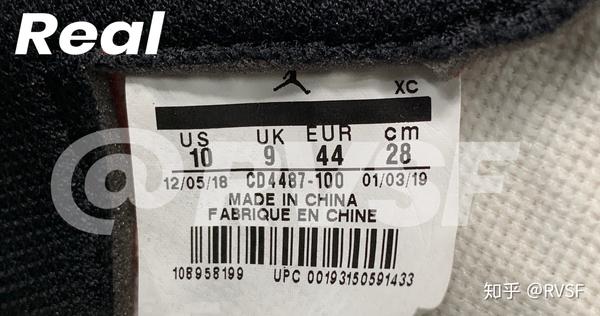 Real
XC
US UK EUR cm
10 9 44 28
12/05/18 CD4487-100 01/03/19
MADE IN CHINA
FABRIQUE EN CHINE
108958199 UPC 00193150591433
@RVSF
知乎 @RVSF